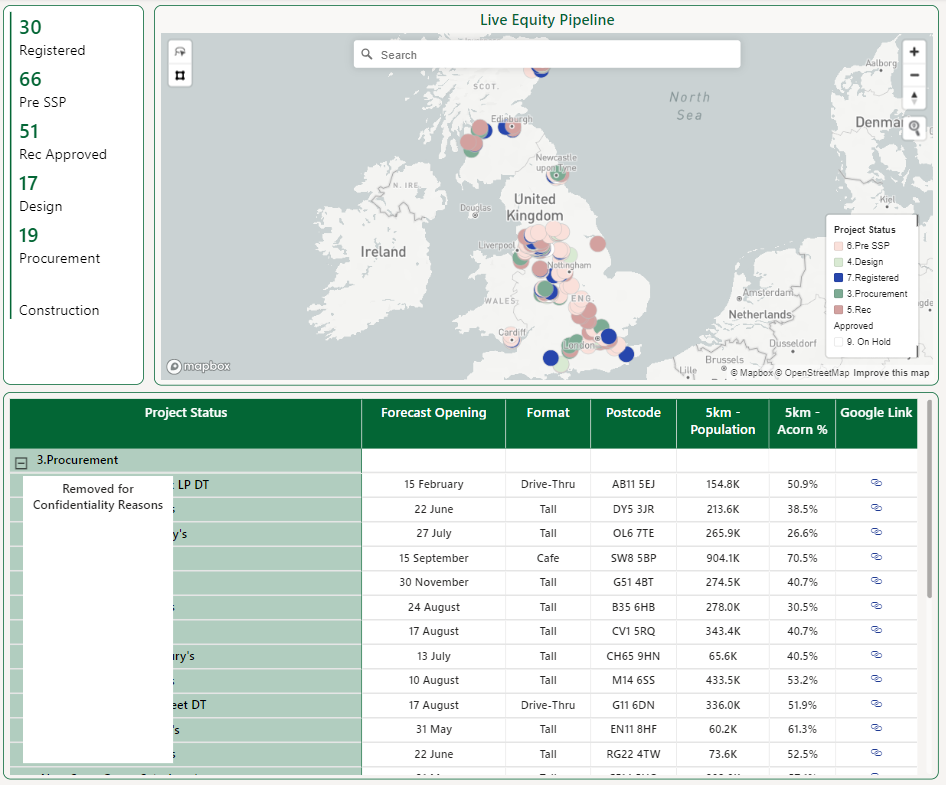 30
Registered
66
Pre SSP
51
Rec Approved
17
Design
19
Procurement
Construction
Live Equity Pipeline
Search
SCOT.
Edinburgh
North
Sea
Aalborg
Denmar
Kiel
N. IRE.
Douglas
Newcastle
upon Tyne
United
Kingdom
Ireland
Liverpool
Nottingham
WALES
ENG.
Cardiff
London
Amsterdam
Netherlands
Dusseldorf
Brussels
Lille
mapbox
Project Status
6.Pre SSP
4.Design
7.Registered
3.Procurement
5.Rec
Approved
9. On Hold
© Mapbox © OpenStreetMap Improve this map
Project Status Forecast Opening Format Postcode 5km - Population 5km - Acorn % Google Link
3.Procurement
Removed for
Confidentiality Reasons
LP DT 15 February Drive-Thru AB11 5EJ 154.8K 50.9%
s 22 June Tall DY5 3JR 213.6K 38.5%
y's 27 July Tall OL6 7TE 265.9K 26.6%
15 September Cafe SW8 5BP 904.1K 70.5%
30 November Tall G51 4BT 274.5K 40.7%
s 24 August Tall B35 6HB 278.0K 30.5%
17 August Tall CV1 5RQ 343.4K 40.7%
ury's 13 July Tall CH65 9HN 65.6K 40.5%
s 10 August Tall M14 6SS 433.5K 53.2%
eet DT 17 August Drive-Thru G11 6DN 336.0K 51.9%
's 31 May Tall EN11 8HF 60.2K 61.3%
s 22 June Tall RG22 4TW 73.6K 52.5%